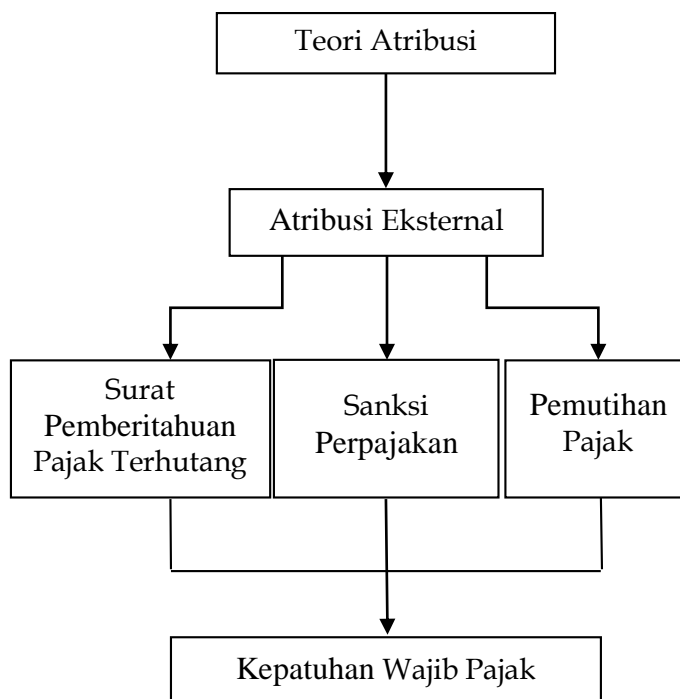 Teori Atribusi
Atribusi Eksternal
Surat
Pemberitahuan
Pajak Terhutang
Sanksi
Perpajakan
Pemutihan
Pajak
Kepatuhan Wajib Pajak